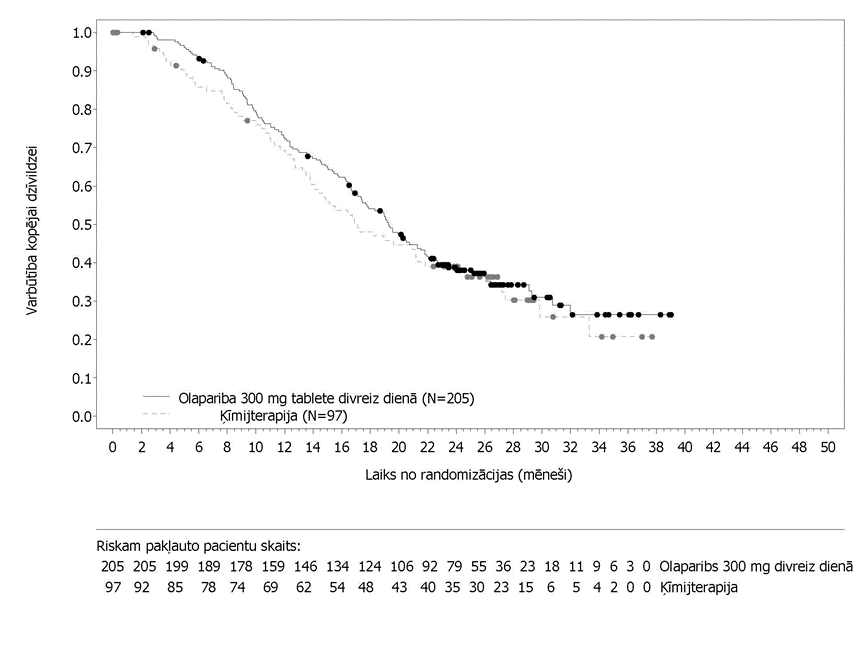 Varbūtība kopējai dzīvildzei
1.0
0.9
0.8
0.7
0.6
0.5
0.4
0.3
0.2
0.1
0.0
Olapariba 300 mg tablete divreiz dienā (N=205)
Ķīmijterapija (N=97)
0 2 4 6 8 10 12 14 16 18 20 22 24 26 28 30 32 34 36 38 40 42 44 46 48 50
Laiks no randomizācijas (mēneši)
Riskam pakļauto pacientu skaits:
205 205 199 189 178 159 146 134 124 106 92 79 55 36 23 18 11 9 6 3 0 Olaparibs 300 mg divreiz dienā
97 92 85 78 74 69 62 54 48 43 40 35 30 23 15 6 5 4 2 0 0 Ķīmijterapija